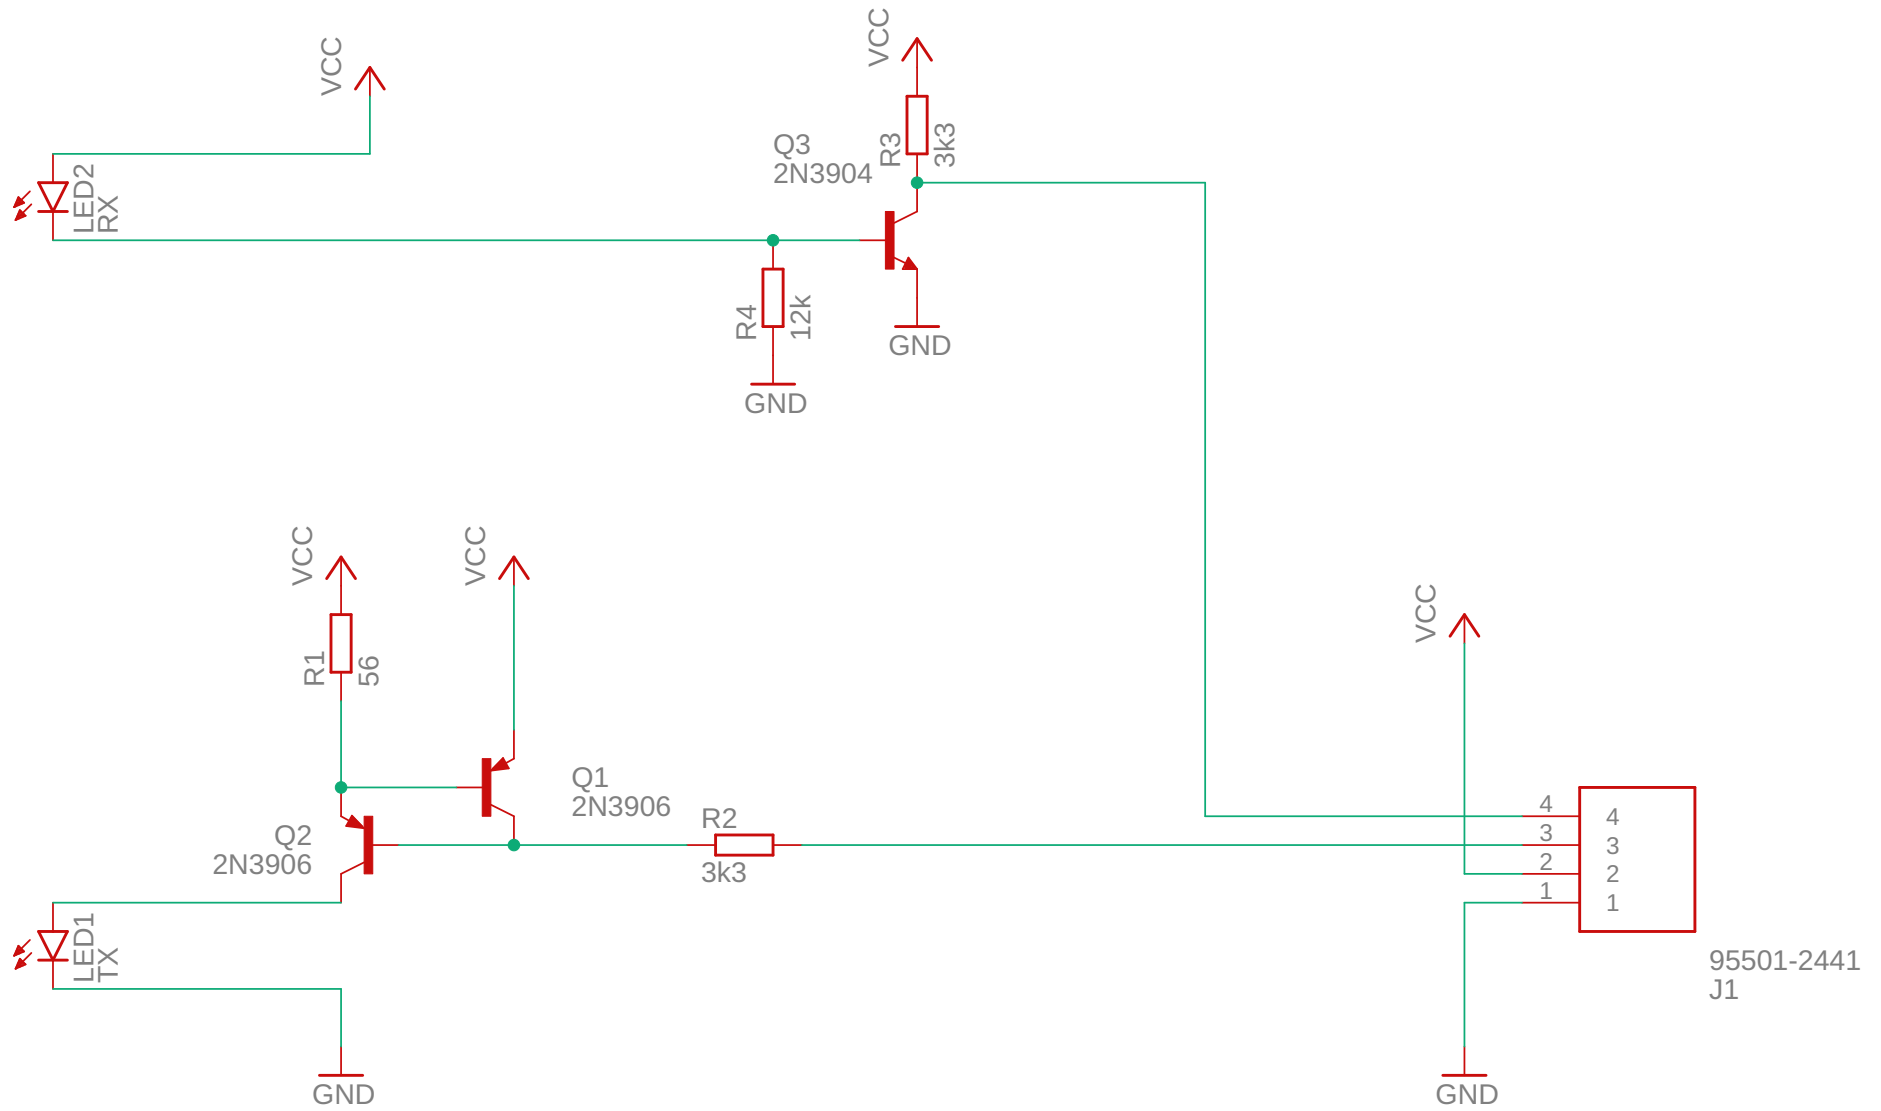 VCC
VCC
LED2
RX
Q3
2N3904
R3
3k3
R4
12k
GND
GND
VCC
VCC
R1
56
Q1
2N3906
Q2
2N3906
R2
3k3
LED1
TX
GND
VCC
4 4
3 3
2 2
1 1
95501-2441
J1
GND